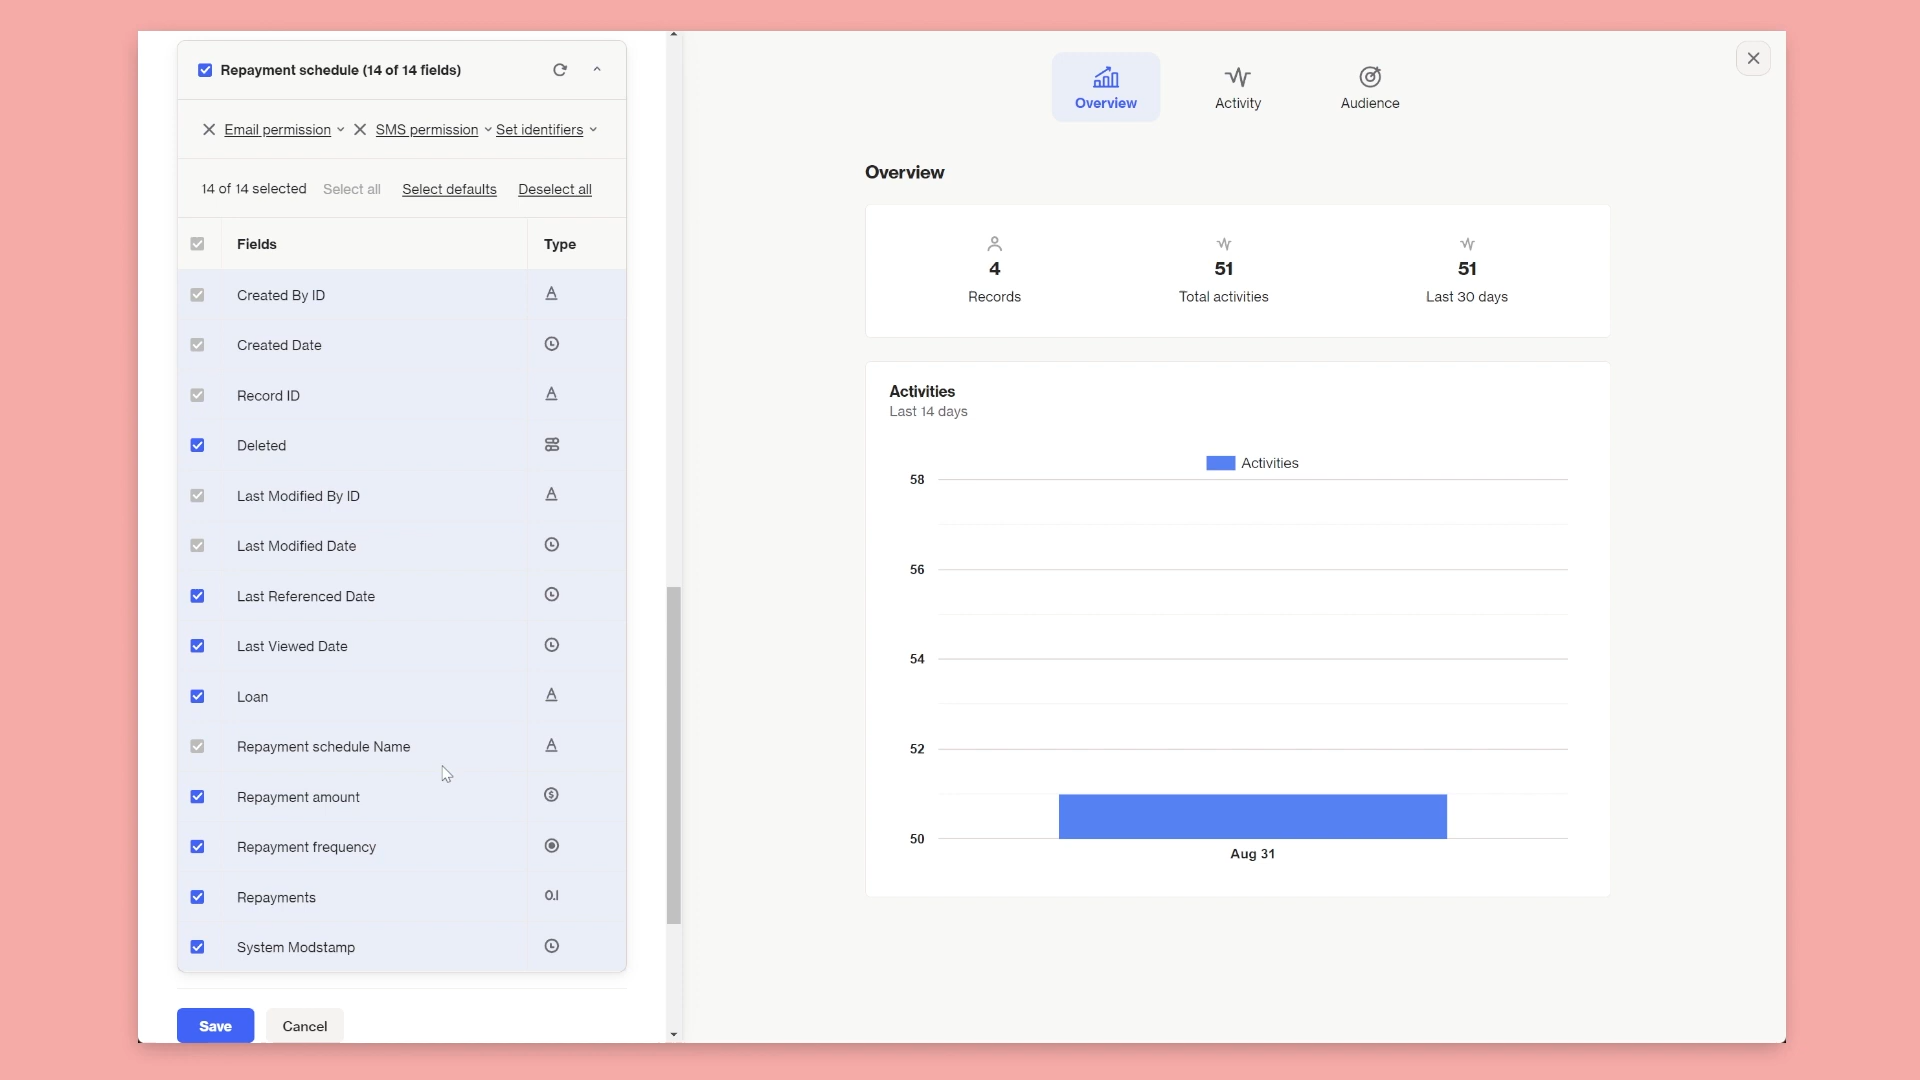 Repayment schedule (14 of 14 fields)
Email permission
SMS permission
Set identifiers
14 of 14 selected
Select all
Select defaults
Deselect all
Fields
Type
Created By ID
Created Date
Record ID
Deleted
Last Modified By ID
Last Modified Date
Last Referenced Date
Last Viewed Date
Loan
Repayment schedule Name
Repayment amount
Repayment frequency
Repayments
0.1
System Modstamp
Save
Cancel
Overview
Activity
Audience
Overview
4
Records
51
Total activities
51
Last 30 days
Activities
Last 14 days
Activities
58
56
54
52
50
Aug 31